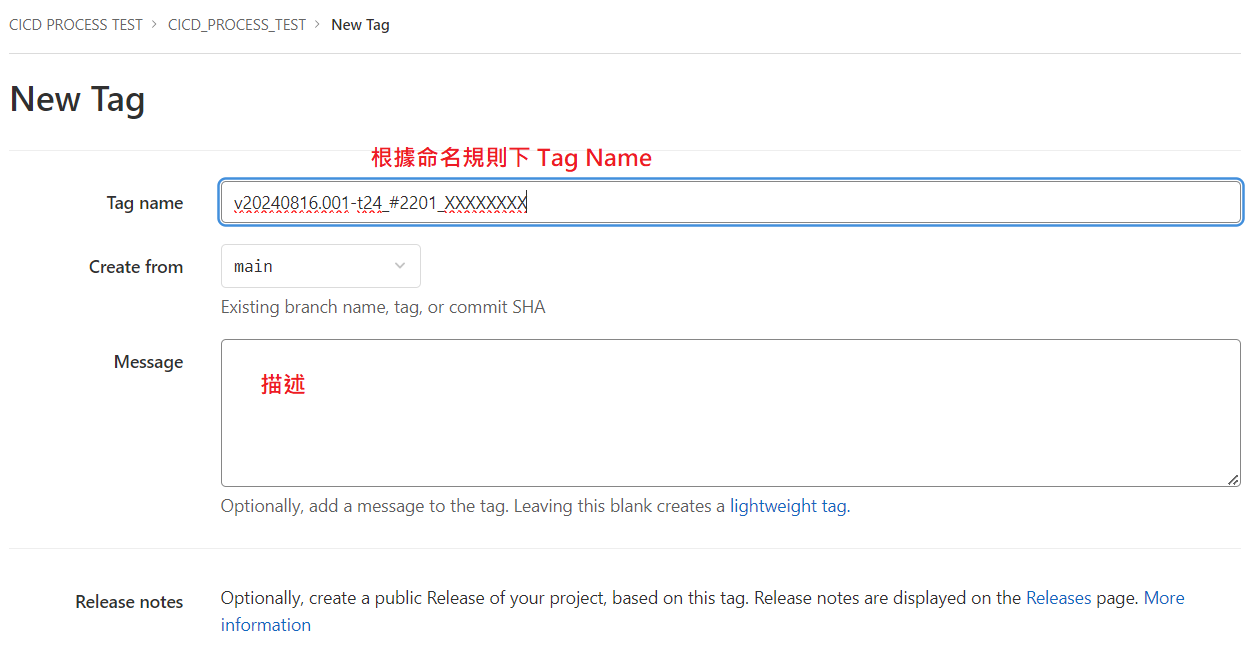 CICD PROCESS TEST > CICD_PROCESS_TEST > New Tag
New Tag
根據命名規則下 Tag Name
Tag name
v20240816.001-t24_#2201_XXXXXXXX
Create from
main
Existing branch name, tag, or commit SHA
Message
描述
Optionally, add a message to the tag. Leaving this blank creates a lightweight tag.
Release notes
Optionally, create a public Release of your project, based on this tag. Release notes are displayed on the Releases page. More
information